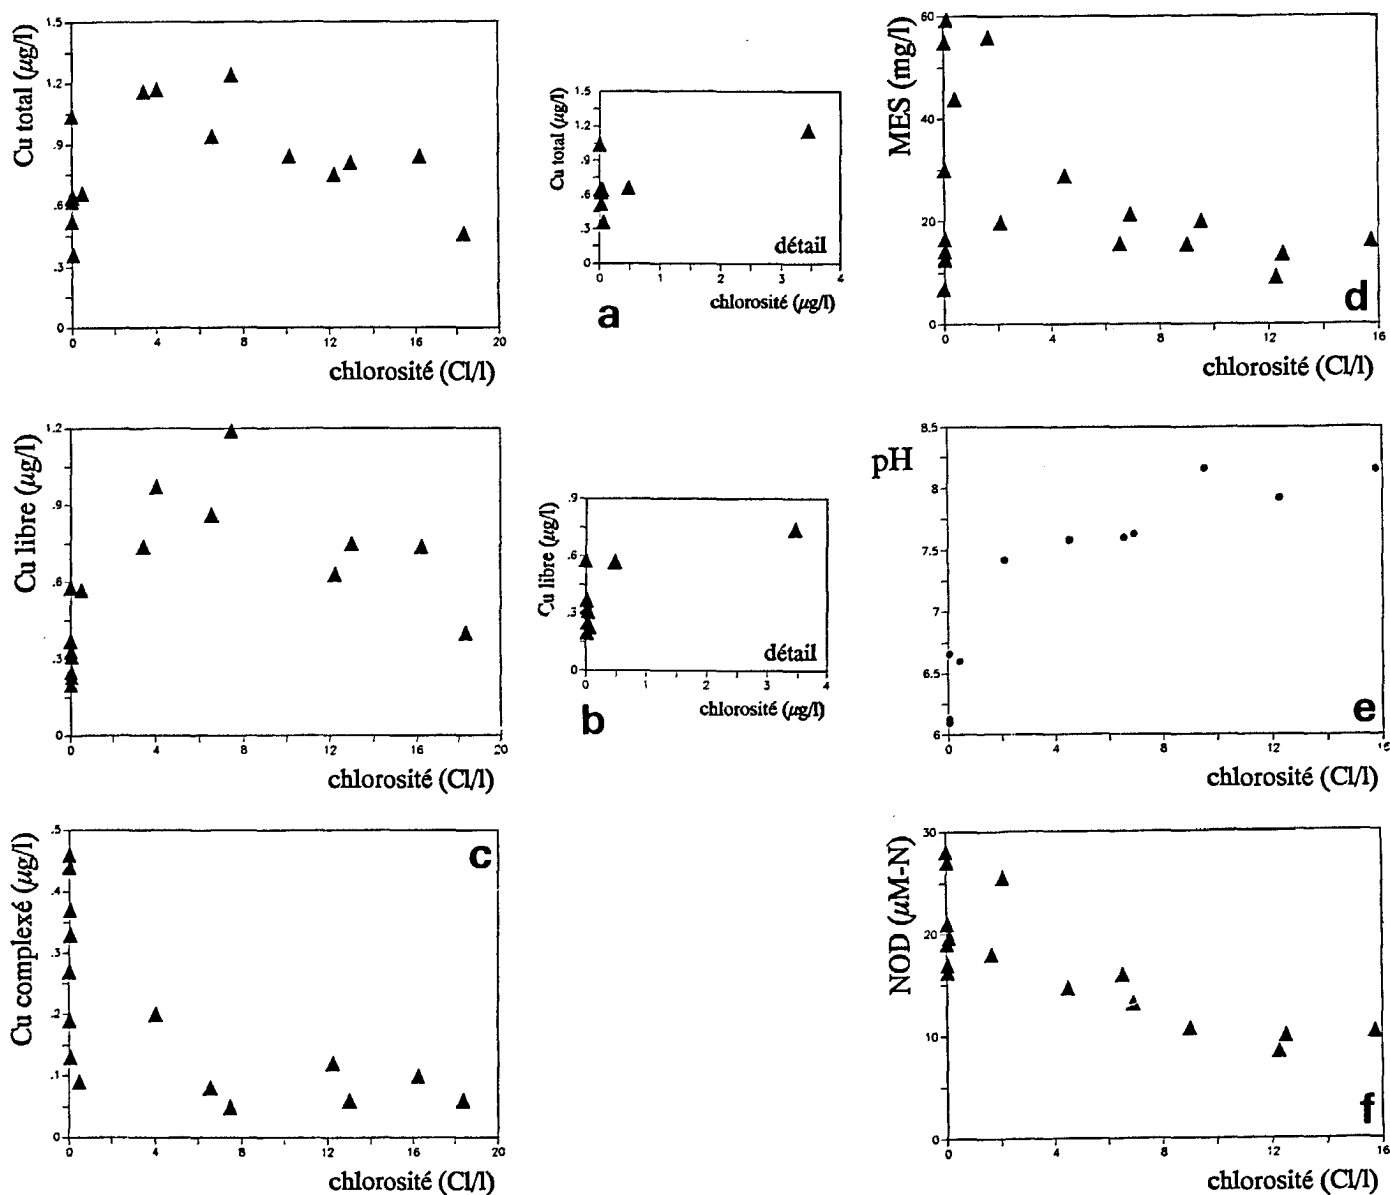 1.5
1.2
.9
.6
.3
0
Cu total (µg/l)
0 4 8 12 16 20
chlorosité (Cl/l)
1.5
1.2
.9
.6
.3
0
Cu total (µg/l)
détail
0 1 2 3 4
chlorosité (µg/l)
a
60
40
20
0
MES (mg/l)
d
0 4 8 12 16
chlorosité (Cl/l)
1.2
.9
.6
.3
0
Cu libre (µg/l)
0 4 8 12 16 20
chlorosité (Cl/l)
.9
.6
.3
0
Cu libre (µg/l)
détail
0 1 2 3 4
chlorosité (µg/l)
b
8.5
8
7.5
7
6.5
6
pH
e
0 4 8 12 16
chlorosité (Cl/l)
.5
.4
.3
.2
.1
0
Cu complexé (µg/l)
c
0 4 8 12 16 20
chlorosité (Cl/l)
30
20
10
0
NOD (µM-N)
f
0 4 8 12 16
chlorosité (Cl/l)